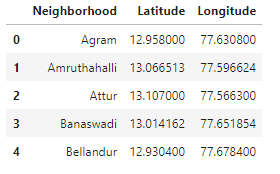 Neighborhood Latitude Longitude
0 Agram 12.958000 77.630800
1 Amruthahalli 13.066513 77.596624
2 Attur 13.107000 77.566300
3 Banaswadi 13.014162 77.651854
4 Bellandur 12.930400 77.678400